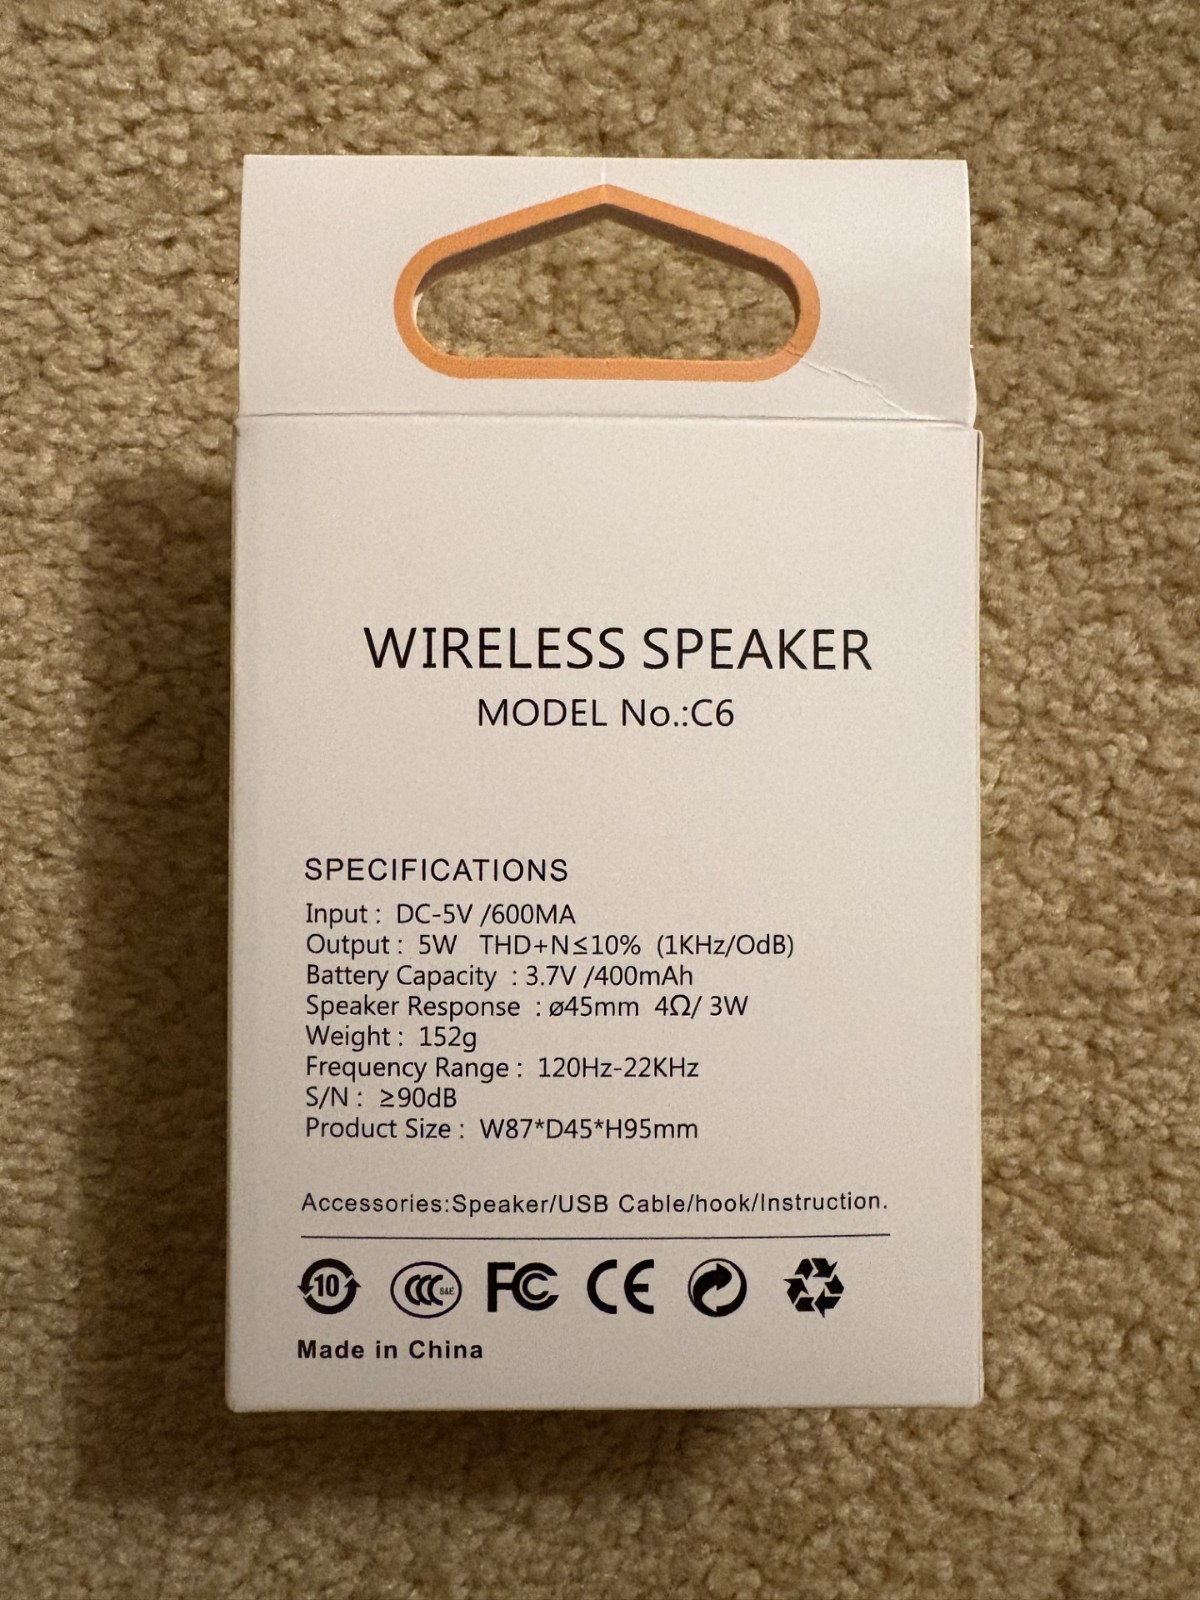 WIRELESS SPEAKER
MODEL No.:C6
SPECIFICATIONS
Input : DC-5V /600MA
Output : 5W THD+N≤10% (1KHz/OdB)
Battery Capacity : 3.7V /400mAh
Speaker Response : ø45mm 4Ω/ 3W
Weight : 152g
Frequency Range : 120Hz-22KHz
S/N : ≥90dB
Product Size : W87*D45*H95mm
Accessories:Speaker/USB Cable/hook/Instruction.
10 CCC S&E FC CE
Made in China